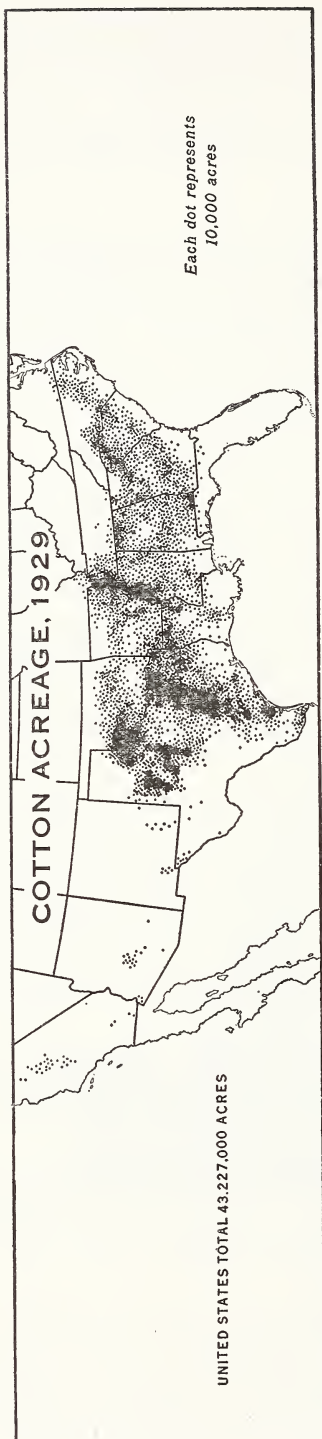 COTTON ACREAGE, 1929
Each dot represents
10,000 acres
UNITED STATES TOTAL 43,227,000 ACRES